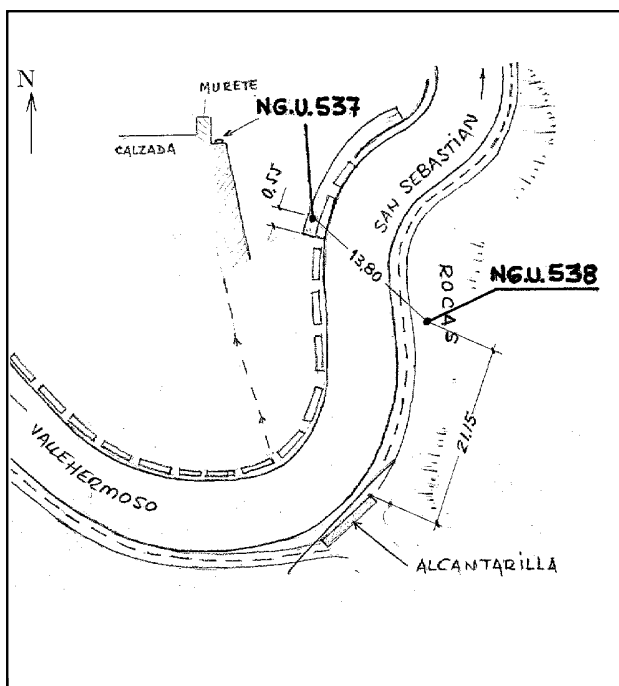 N
MURETE
NG.U.537
CALZADA
0,55
SAN SEBASTIAN
13,80
ROCAS
NG.U.538
21,15
VALLEHERMOSO
ALCANTARILLA